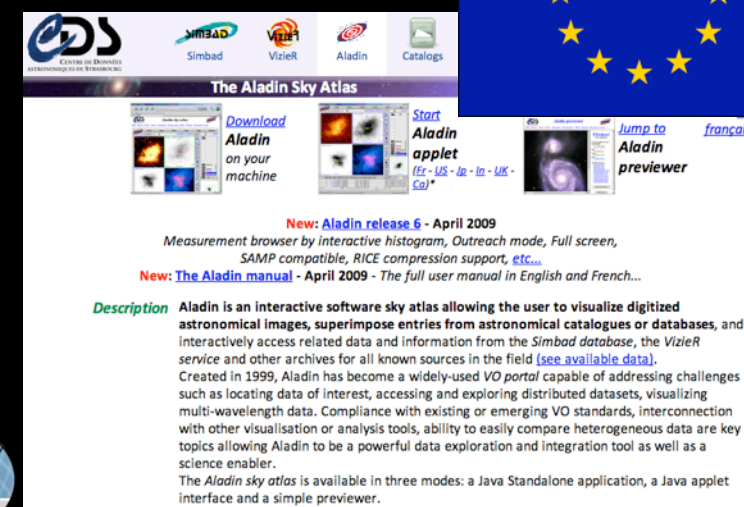 CDS
CENTRE DE DONNÉES
ASTRONOMIQUES DE STRASBOURG
SIMBAD
VizieR
Simbad
VizieR
Aladin
Catalogs
The Aladin Sky Atlas
Download
Aladin
on your
machine
Start
Aladin
applet
(Fr - US - Jp - In - UK -
Ca)*
Jump to
Aladin
previewer
françai
New: Aladin release 6 - April 2009
Measurement browser by interactive histogram, Outreach mode, Full screen,
SAMP compatible, RICE compression support, etc...
New: The Aladin manual - April 2009 - The full user manual in English and French...
Description Aladin is an interactive software sky atlas allowing the user to visualize digitized
astronomical images, superimpose entries from astronomical catalogues or databases, and
interactively access related data and information from the Simbad database, the VizieR
service and other archives for all known sources in the field (see available data).
Created in 1999, Aladin has become a widely-used VO portal capable of addressing challenges
such as locating data of interest, accessing and exploring distributed datasets, visualizing
multi-wavelength data. Compliance with existing or emerging VO standards, interconnection
with other visualisation or analysis tools, ability to easily compare heterogeneous data are key
topics allowing Aladin to be a powerful data exploration and integration tool as well as a
science enabler.
The Aladin sky atlas is available in three modes: a Java Standalone application, a Java applet
interface and a simple previewer.